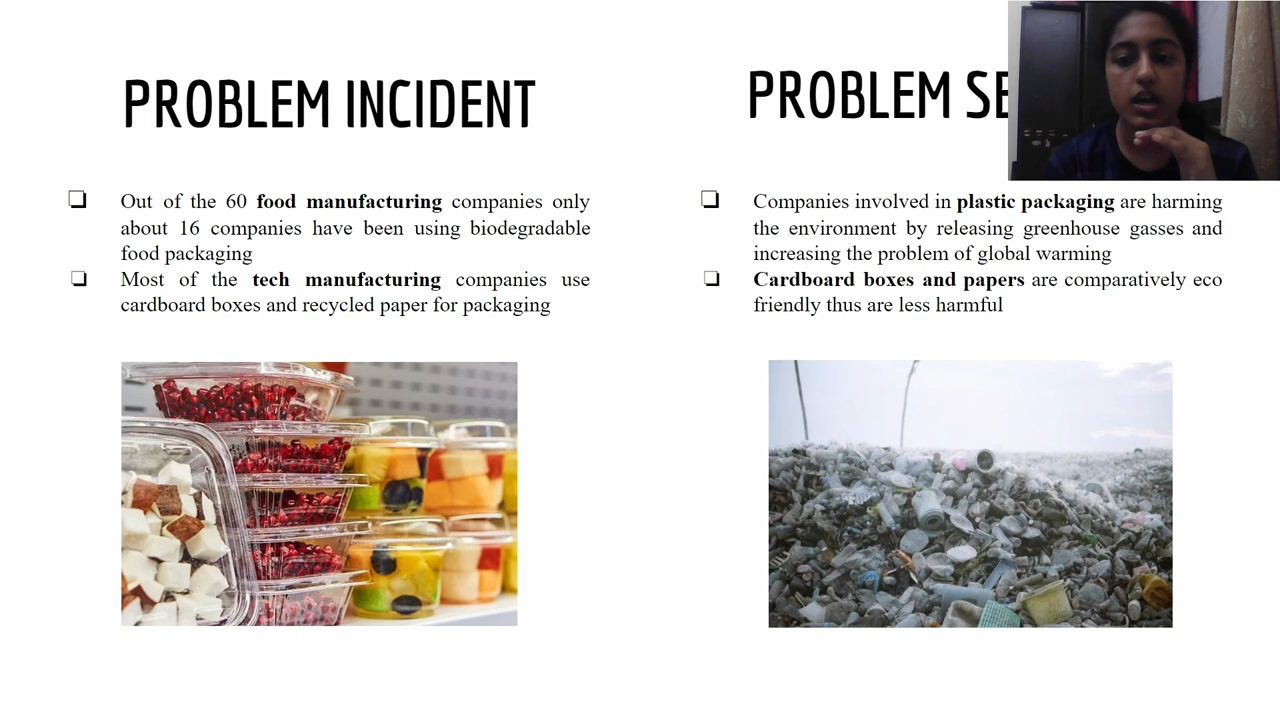 PROBLEM INCIDENT
Out of the 60 food manufacturing companies only
about 16 companies have been using biodegradable
food packaging
Most of the tech manufacturing companies use
cardboard boxes and recycled paper for packaging
PROBLEM SE
Companies involved in plastic packaging are harming
the environment by releasing greenhouse gasses and
increasing the problem of global warming
Cardboard boxes and papers are comparatively eco
friendly thus are less harmful